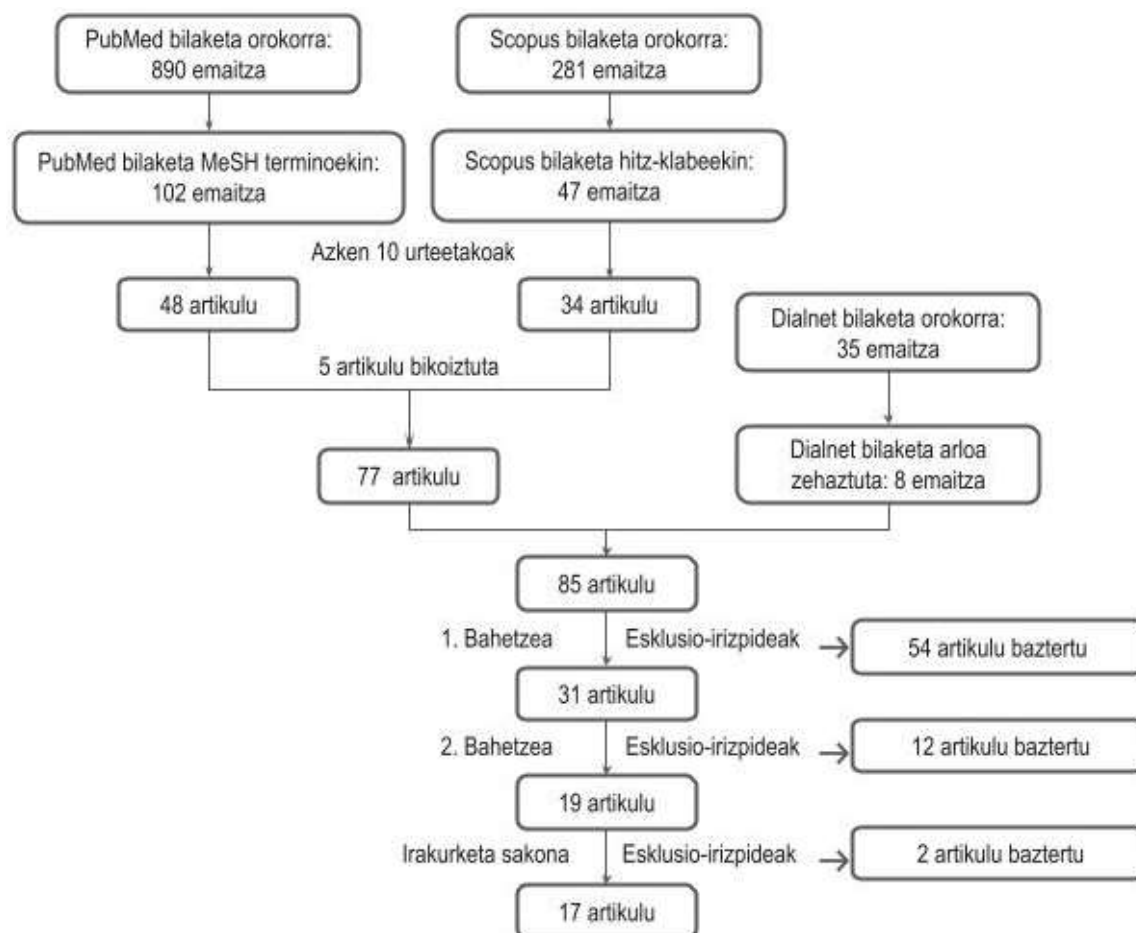 PubMed bilaketa orokorra:
890 emaitza
Scopus bilaketa orokorra:
281 emaitza
PubMed bilaketa MeSH terminoekin:
102 emaitza
Scopus bilaketa hitz-klabeekin:
47 emaitza
Azken 10 urteetakoak
48 artikulu
34 artikulu
Dialnet bilaketa orokorra:
35 emaitza
5 artikulu bikoiztuta
77 artikulu
Dialnet bilaketa arloa
zehaztuta: 8 emaitza
85 artikulu
1. Bahetzea
Esklusio-irizpideak
54 artikulu baztertu
31 artikulu
2. Bahetzea
Esklusio-irizpideak
12 artikulu baztertu
19 artikulu
Irakurketa sakona
Esklusio-irizpideak
2 artikulu baztertu
17 artikulu